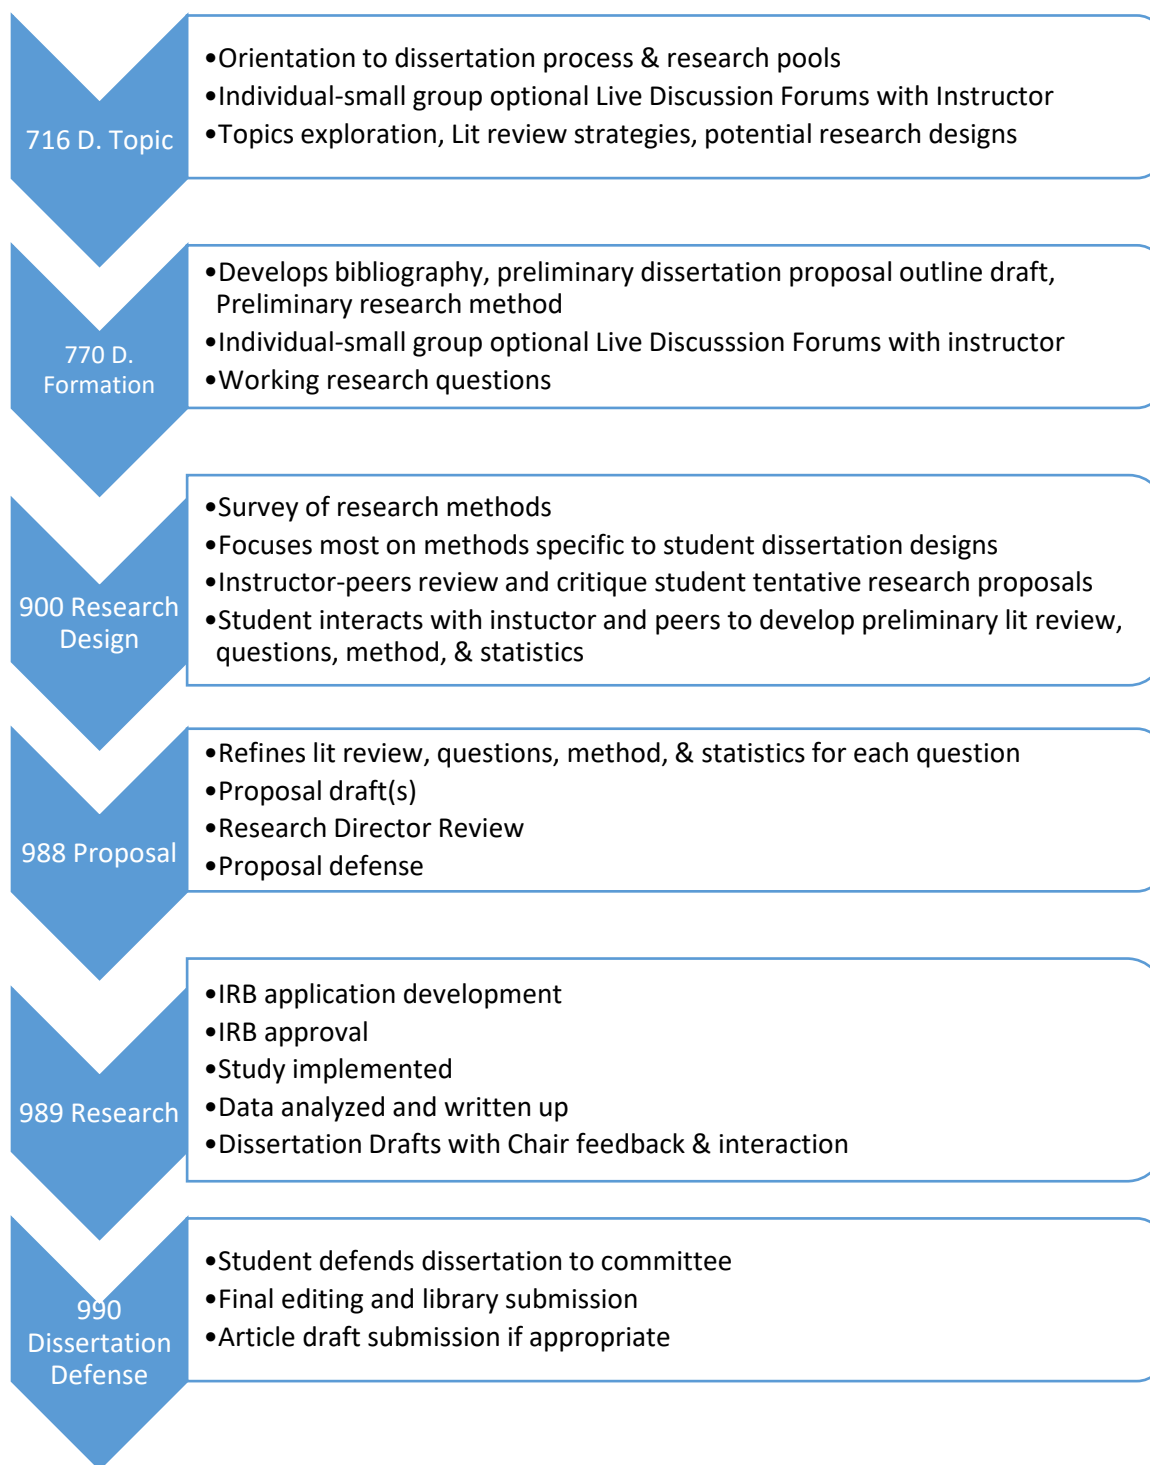 716 D. Topic
•Orientation to dissertation process & research pools
•Individual-small group optional Live Discussion Forums with Instructor
•Topics exploration, Lit review strategies, potential research designs
770 D.
Formation
•Develops bibliography, preliminary dissertation proposal outline draft,
Preliminary research method
•Individual-small group optional Live Discusssion Forums with instructor
•Working research questions
900 Research
Design
•Survey of research methods
•Focuses most on methods specific to student dissertation designs
•Instructor-peers review and critique student tentative research proposals
•Student interacts with instuctor and peers to develop preliminary lit review,
questions, method, & statistics
988 Proposal
•Refines lit review, questions, method, & statistics for each question
•Proposal draft(s)
•Research Director Review
•Proposal defense
989 Research
•IRB application development
•IRB approval
•Study implemented
•Data analyzed and written up
•Dissertation Drafts with Chair feedback & interaction
990
Dissertation
Defense
•Student defends dissertation to committee
•Final editing and library submission
•Article draft submission if appropriate